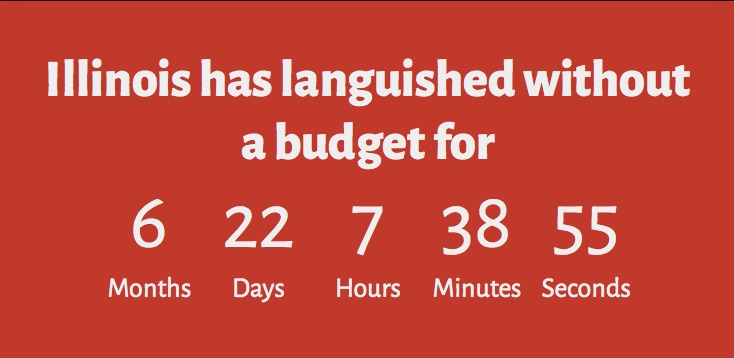 Illinois has languished without
a budget for
6 22 7 38 55
Months Days Hours Minutes Seconds